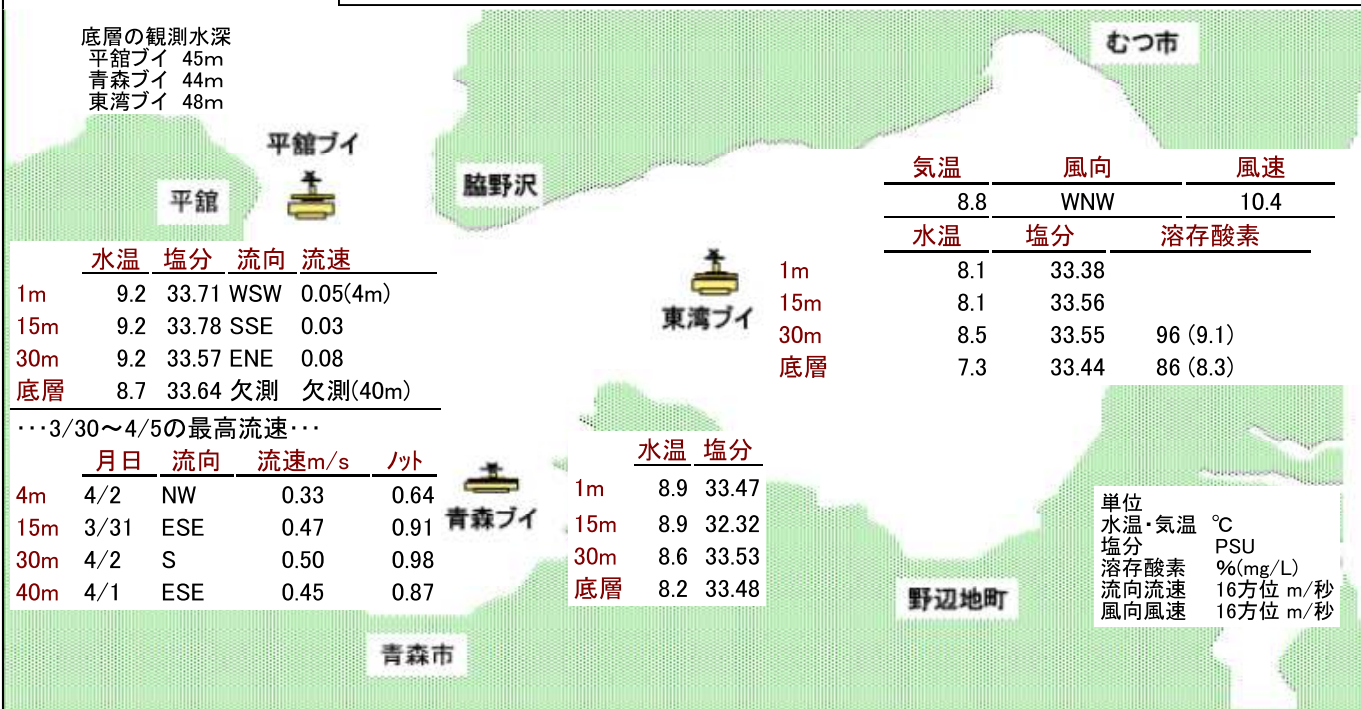 底層の観測水深
平舘ブイ 45m
青森ブイ 44m
東湾ブイ 48m
むつ市
平舘ブイ
平舘
脇野沢
気温 風向 風速
8.8 WNW 10.4
水温 塩分 溶存酸素
1m 8.1 33.38
15m 8.1 33.56
30m 8.5 33.55 96 (9.1)
底層 7.3 33.44 86 (8.3)
東湾ブイ
水温 塩分 流向 流速
1m 9.2 33.71 WSW 0.05(4m)
15m 9.2 33.78 SSE 0.03
30m 9.2 33.57 ENE 0.08
底層 8.7 33.64 欠測 欠測(40m)
･･･3/30～4/5の最高流速･･･
月日 流向 流速m/s ノット
4m 4/2 NW 0.33 0.64
15m 3/31 ESE 0.47 0.91
30m 4/2 S 0.50 0.98
40m 4/1 ESE 0.45 0.87
青森ブイ
水温 塩分
1m 8.9 33.47
15m 8.9 32.32
30m 8.6 33.53
底層 8.2 33.48
青森市
野辺地町
単位
水温・気温 ℃
塩分 PSU
溶存酸素 %(mg/L)
流向流速 16方位 m/秒
風向風速 16方位 m/秒